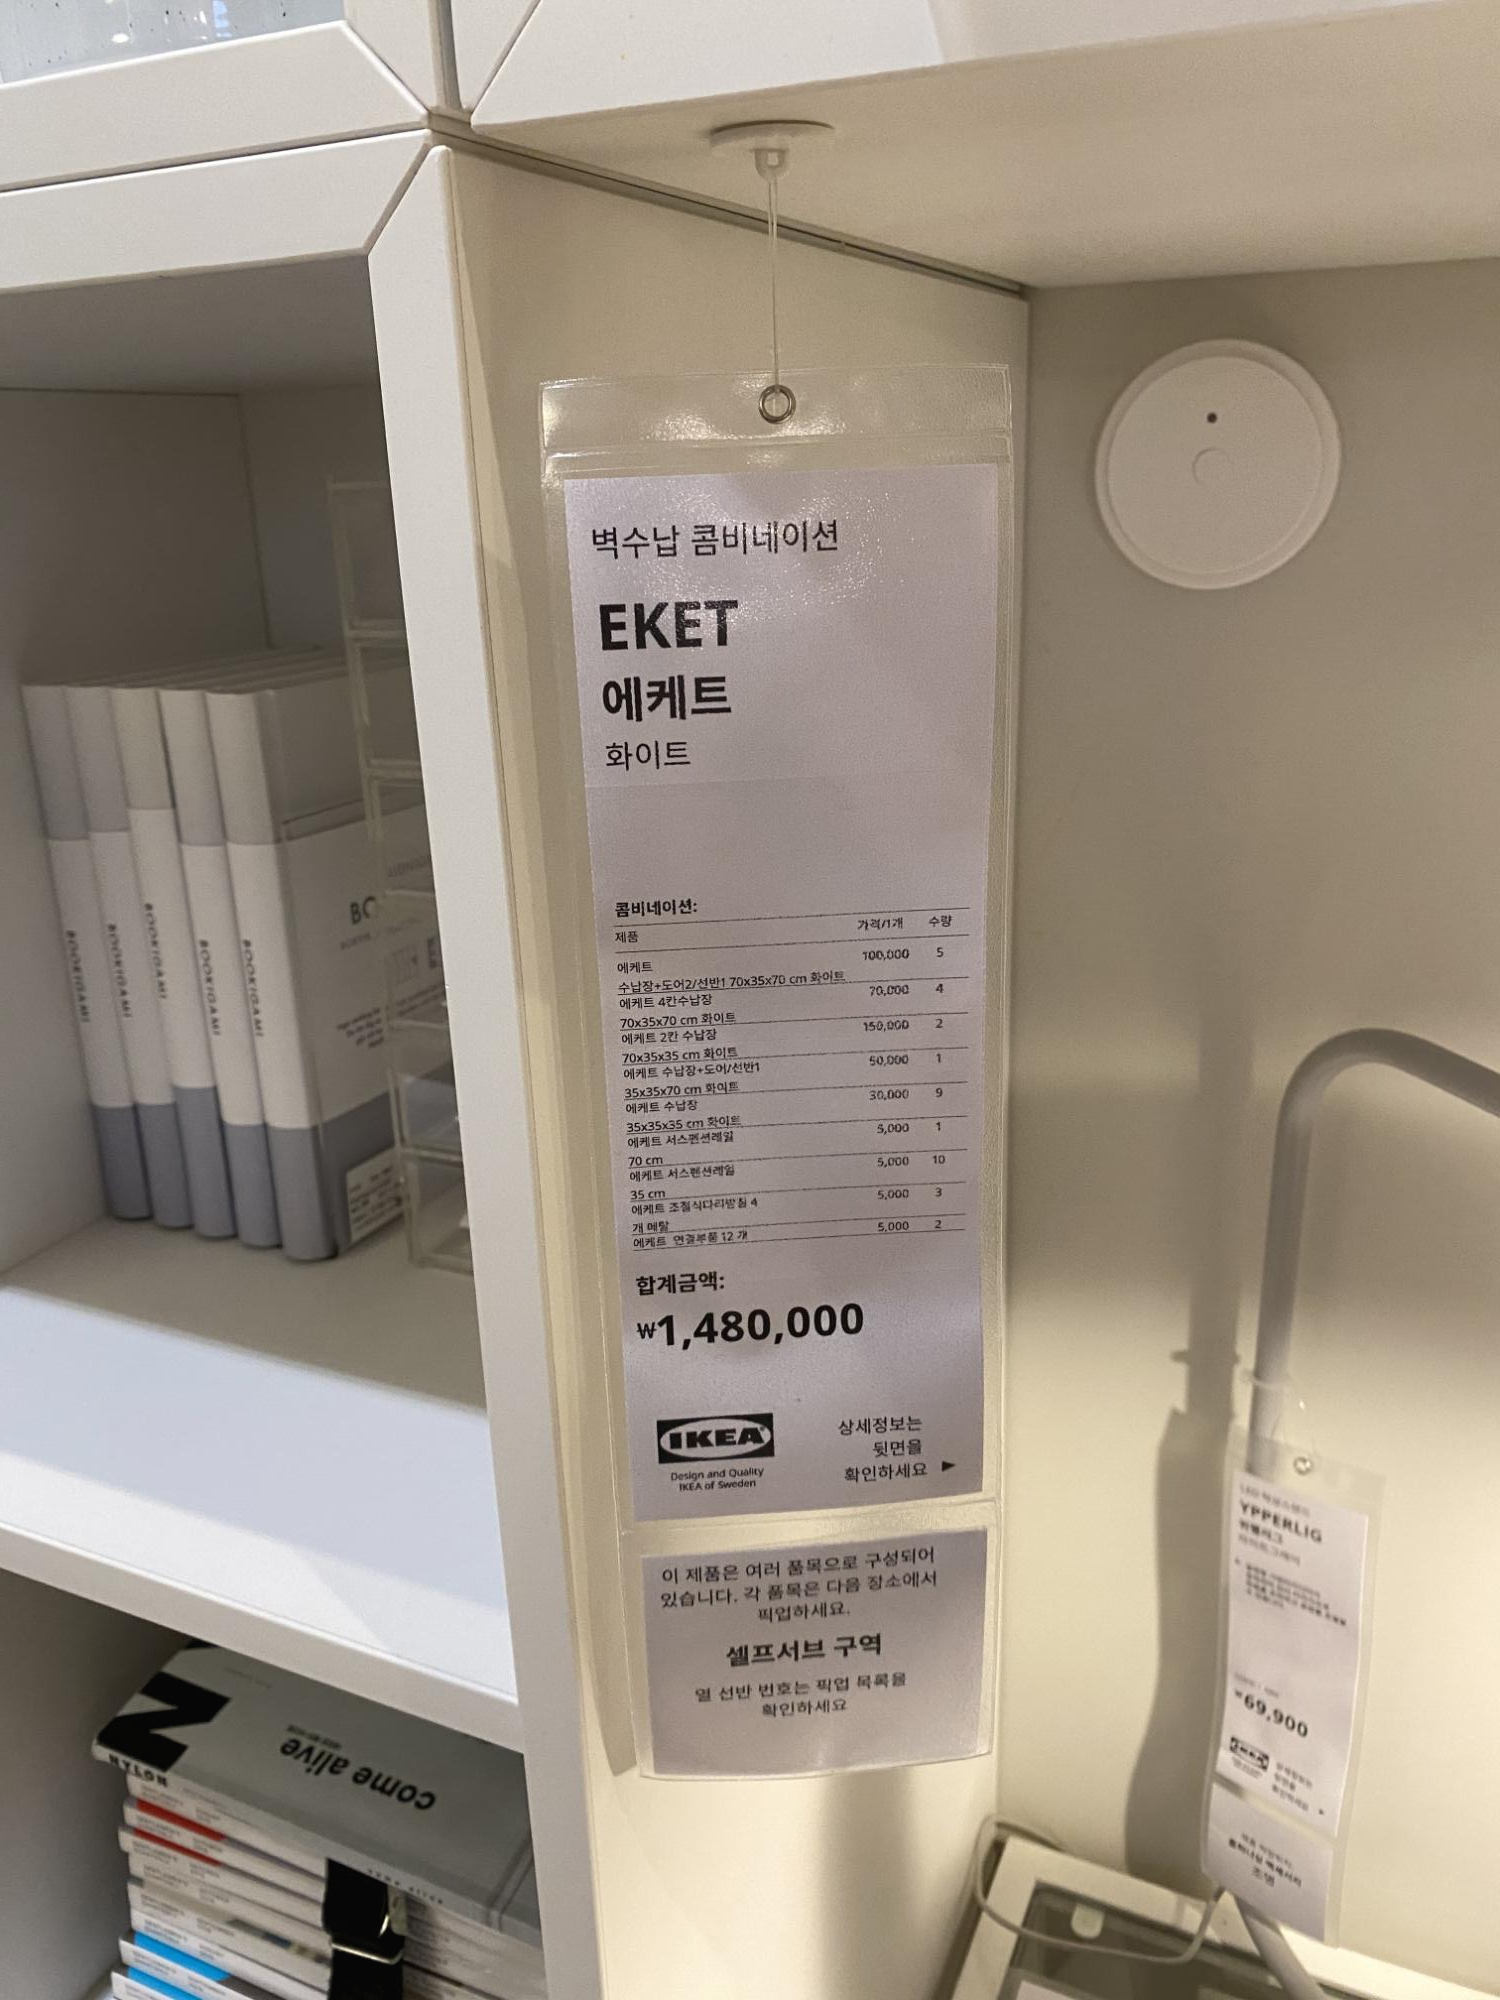 벽수납 콤비네이션
EKET
에케트
화이트
콤비네이션:
제품 가격/1개 수량
에케트 100,000 5
수납장+도어2/선반1 70x35x70 cm 화이트
에케트 4칸수납장 70,000 4
70x35x70 cm 화이트
에케트 2칸 수납장 150,000 2
70x35x35 cm 화이트
에케트 수납장+도어/선반1 50,000 1
35x35x70 cm 화이트
에케트 수납장 30,000 9
35x35x35 cm 화이트
에케트 서스펜션레일 5,000 1
70 cm
에케트 서스펜션레일 5,000 10
35 cm
에케트 조절식다리받침 4 5,000 3
개 메탈
에케트 연결부품 12 개 5,000 2
합계금액:
₩1,480,000
IKEA
Design and Quality
IKEA of Sweden
상세정보는
뒷면을
확인하세요
이 제품은 여러 품목으로 구성되어
있습니다. 각 품목은 다음 장소에서
픽업하세요.
셀프서브 구역
열 선반 번호는 픽업 목록을
확인하세요
BOOKIGAMI
BOOKIGAMI
BOOKIGAMI
BOOKIGAMI
BOOKIGAMI
come alive
YPPERLIG
₩69,900
IKEA
조명